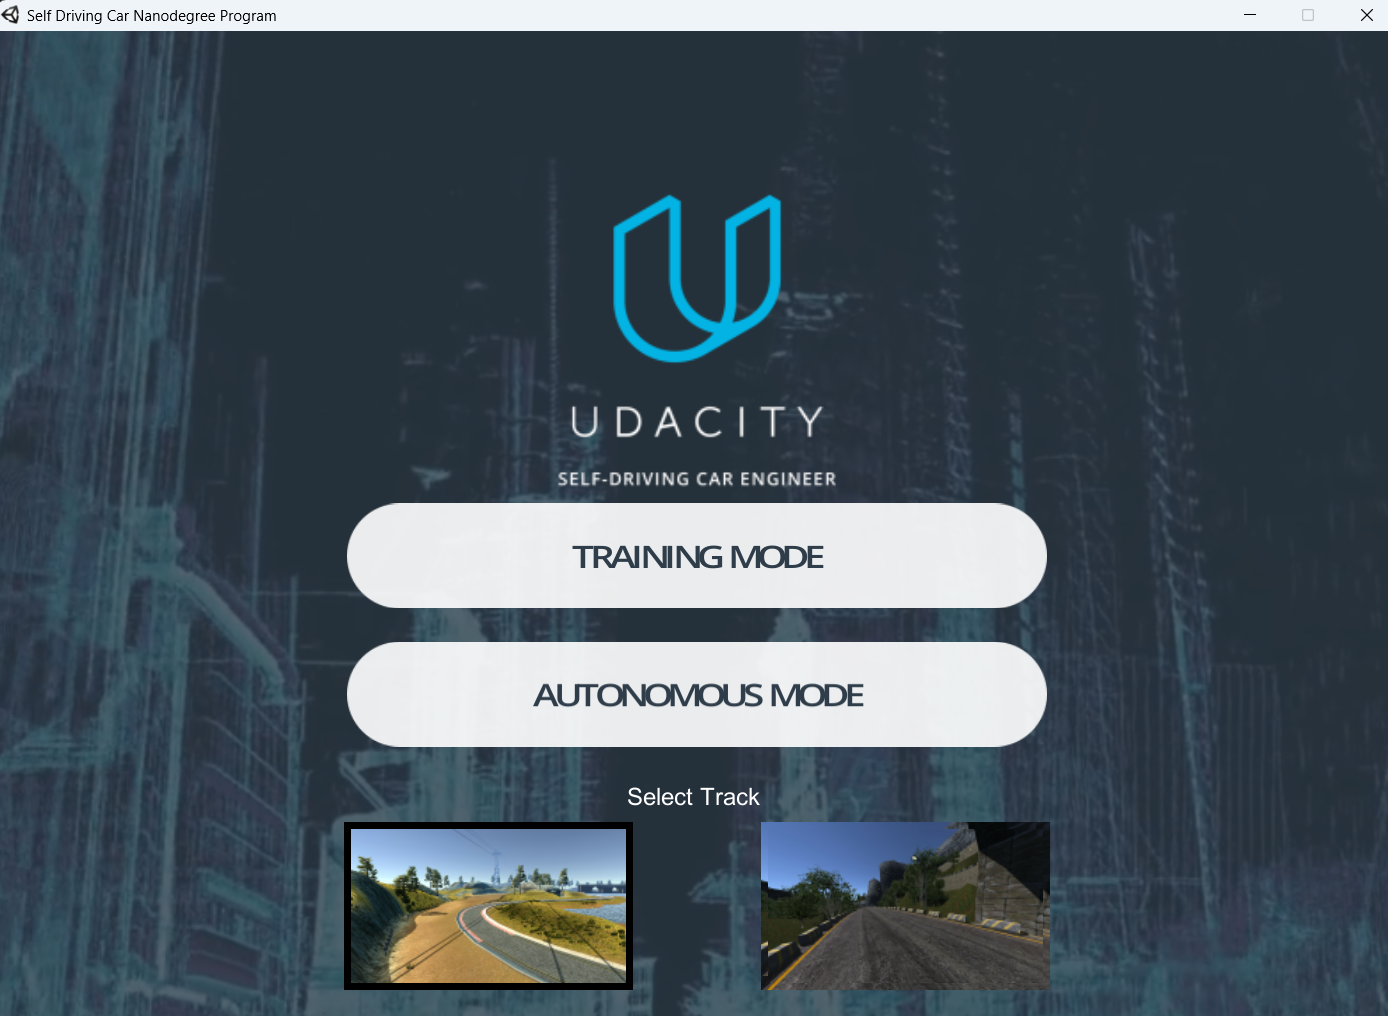 Self Driving Car Nanodegree Program
UDACITY
SELF-DRIVING CAR ENGINEER
TRAINING MODE
AUTONOMOUS MODE
Select Track